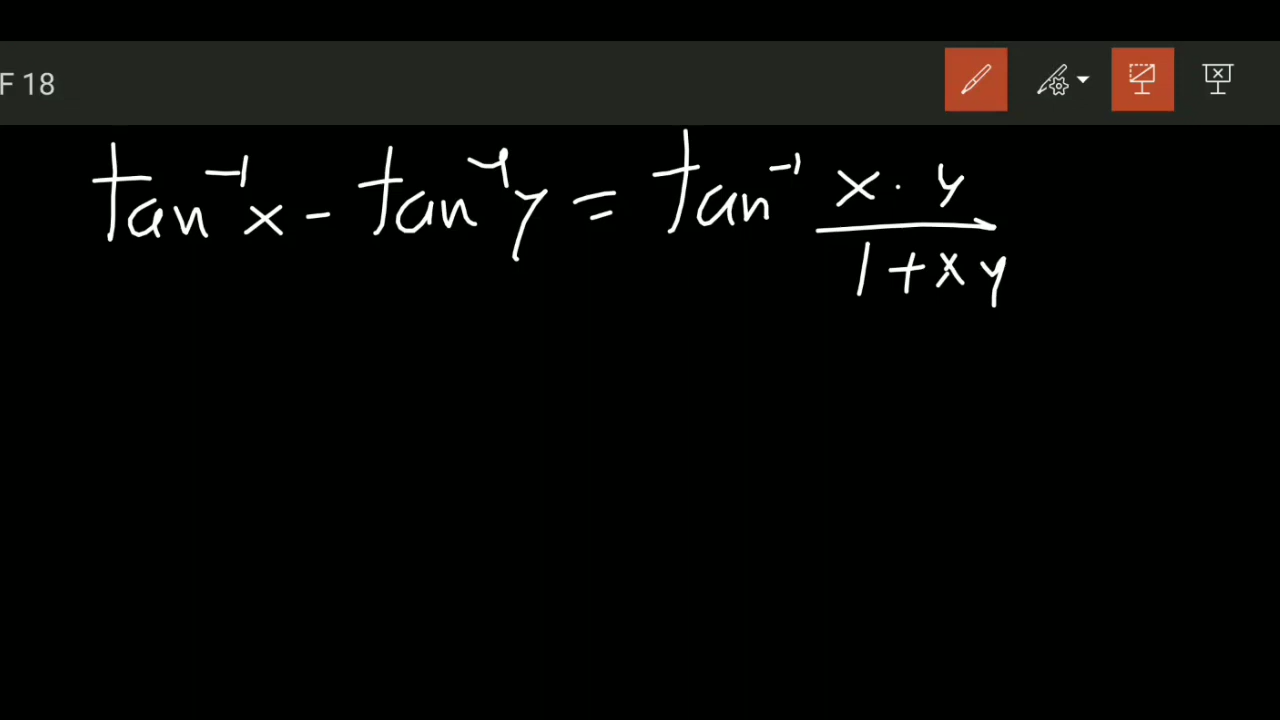 F 18
tan⁻¹x - tan⁻¹y = tan⁻¹ x · y / 1 + xy